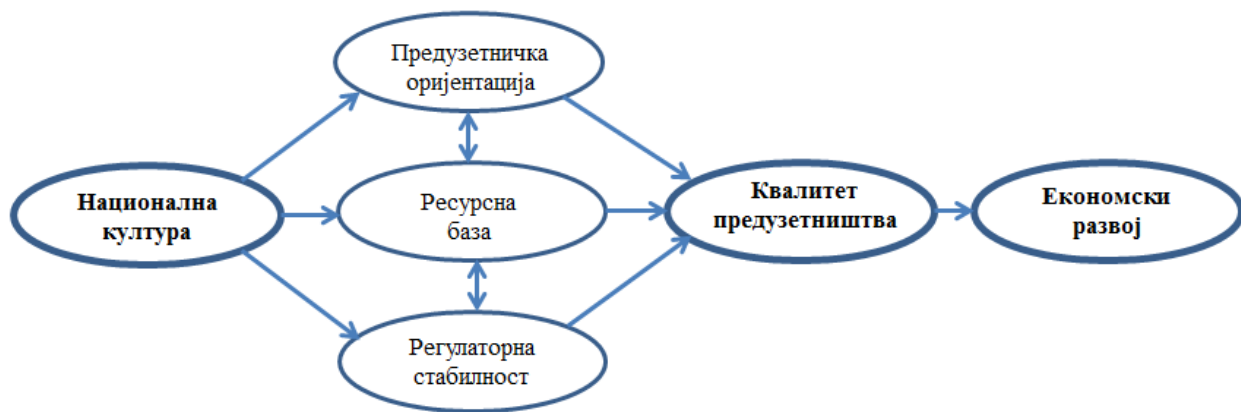 Предузетничка
оријентација
Национална
култура
Ресурсна
база
Квалитет
предузетништва
Економски
развој
Регулаторна
стабилност